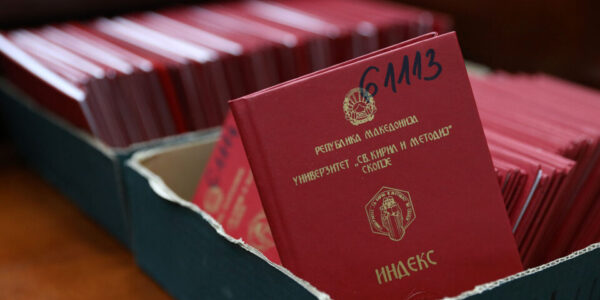 61113
РЕПУБЛИКА МАКЕДОНИЈА
УНИВЕРЗИТЕТ „СВ. КИРИЛ И МЕТОДИЈ”
СКОПЈЕ
ИНДЕКС